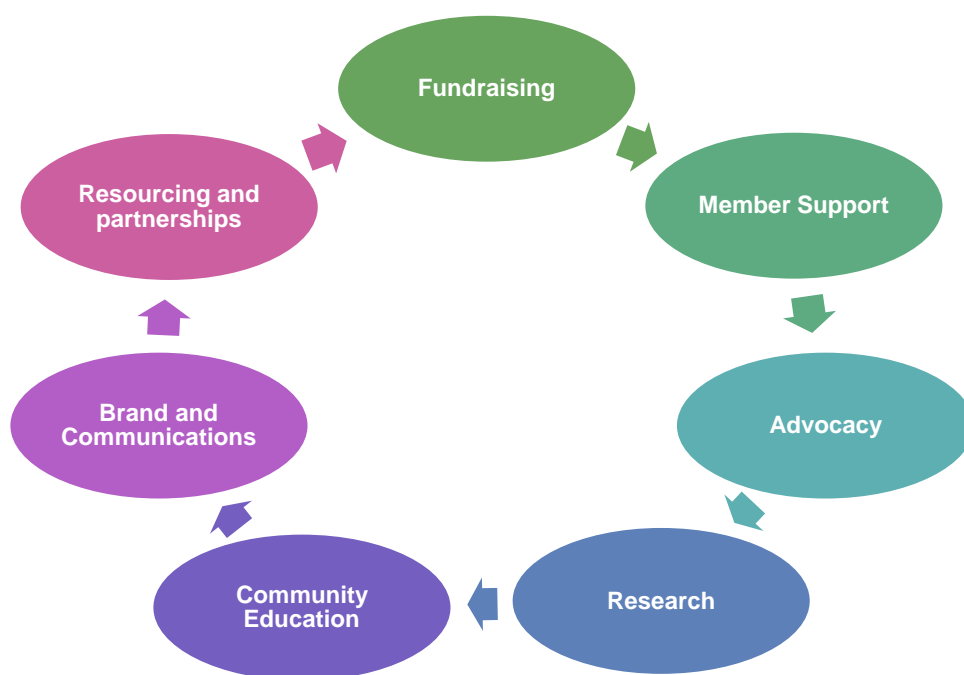 Fundraising
Member Support
Advocacy
Research
Community
Education
Brand and
Communications
Resourcing and
partnerships